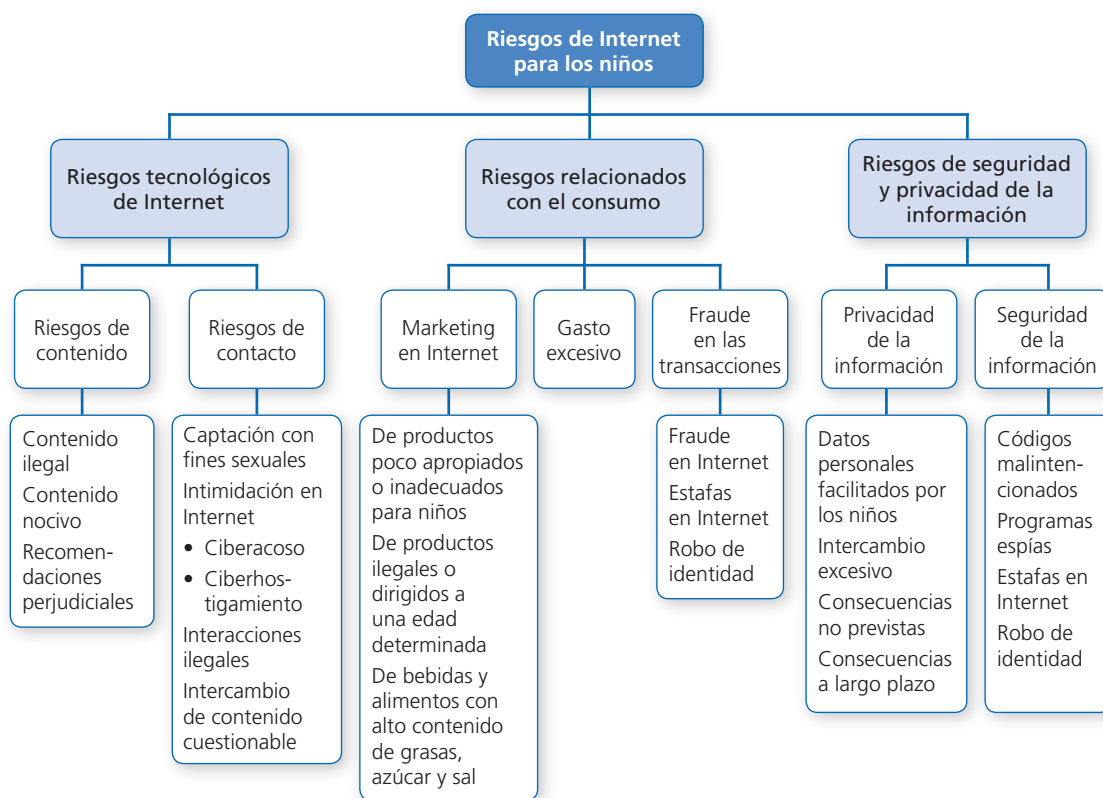 Riesgos de Internet
para los niños
Riesgos tecnológicos
de Internet
Riesgos relacionados
con el consumo
Riesgos de seguridad
y privacidad de la
información
Riesgos de
contenido
Riesgos de
contacto
Marketing
en Internet
Gasto
excesivo
Fraude
en las
transacciones
Privacidad
de la
información
Seguridad
de la
información
Contenido
ilegal
Contenido
nocivo
Recomen-
daciones
perjudiciales
Captación con
fines sexuales
Intimidación en
Internet
• Ciberacoso
• Ciberhos-
tigamiento
Interacciones
ilegales
Intercambio
de contenido
cuestionable
De productos
poco apropiados
o inadecuados
para niños
De productos
ilegales o
dirigidos a
una edad
determinada
De bebidas y
alimentos con
alto contenido
de grasas,
azúcar y sal
Fraude
en Internet
Estafas
en Internet
Robo de
identidad
Datos
personales
facilitados por
los niños
Intercambio
excesivo
Consecuencias
no previstas
Consecuencias
a largo plazo
Códigos
malinten-
cionados
Programas
espías
Estafas en
Internet
Robo de
identidad